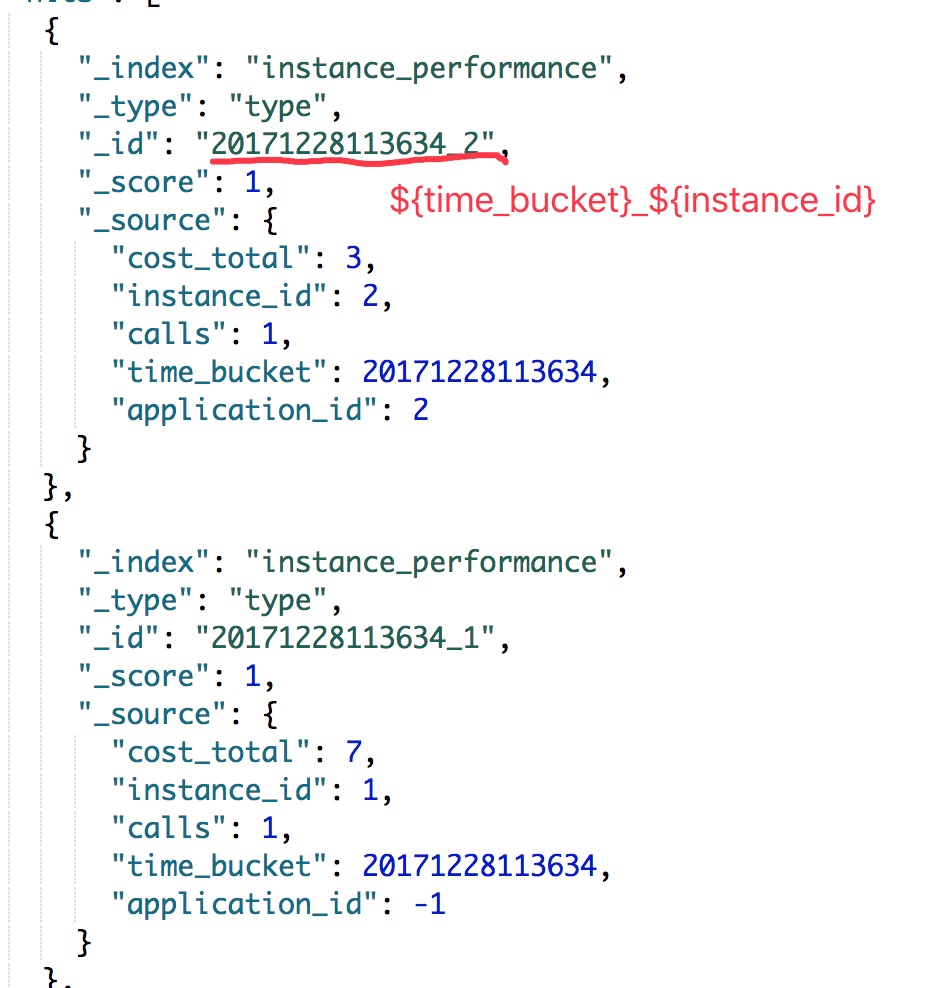 {
"_index": "instance_performance",
"_type": "type",
"_id": "20171228113634_2",
"_score": 1,
${time_bucket}_${instance_id}
"_source": {
"cost_total": 3,
"instance_id": 2,
"calls": 1,
"time_bucket": 20171228113634,
"application_id": 2
}
},
{
"_index": "instance_performance",
"_type": "type",
"_id": "20171228113634_1",
"_score": 1,
"_source": {
"cost_total": 7,
"instance_id": 1,
"calls": 1,
"time_bucket": 20171228113634,
"application_id": -1
}
},